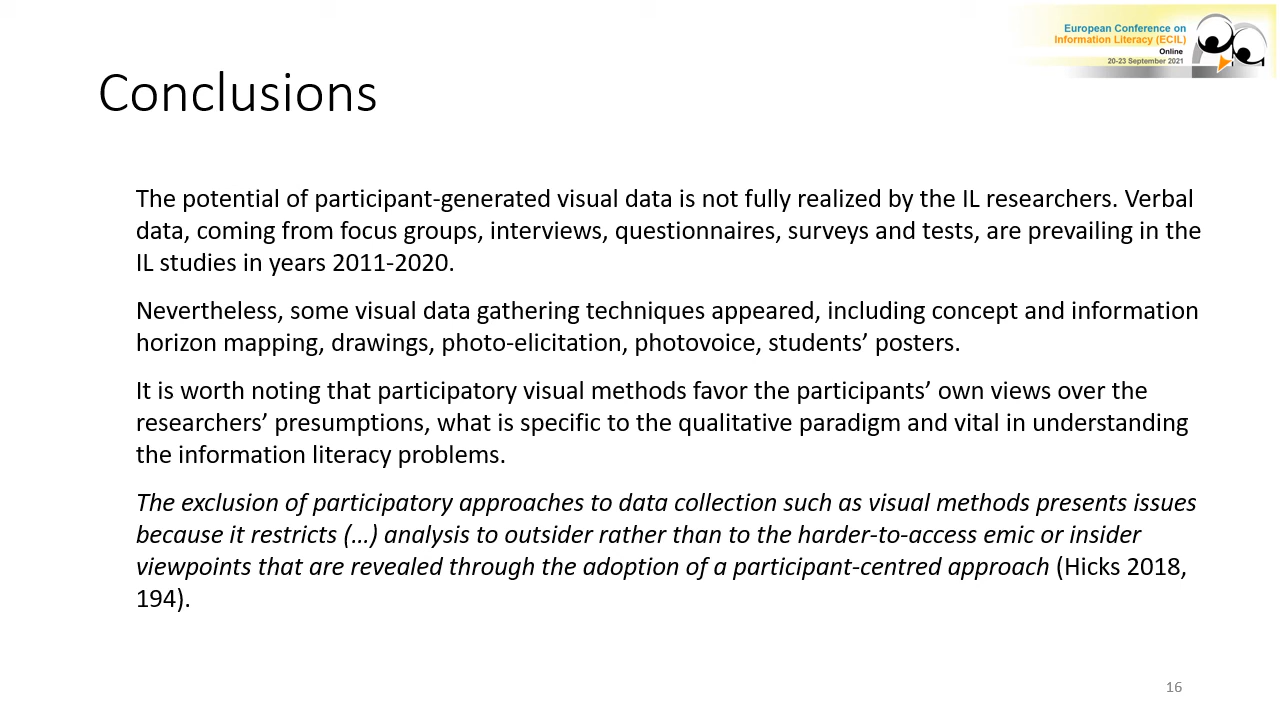 European Conference on
Information Literacy (ECIL)
Online
20-23 September 2021
Conclusions
The potential of participant-generated visual data is not fully realized by the IL researchers. Verbal
data, coming from focus groups, interviews, questionnaires, surveys and tests, are prevailing in the
IL studies in years 2011-2020.
Nevertheless, some visual data gathering techniques appeared, including concept and information
horizon mapping, drawings, photo-elicitation, photovoice, students’ posters.
It is worth noting that participatory visual methods favor the participants’ own views over the
researchers’ presumptions, what is specific to the qualitative paradigm and vital in understanding
the information literacy problems.
The exclusion of participatory approaches to data collection such as visual methods presents issues
because it restricts (…) analysis to outsider rather than to the harder-to-access emic or insider
viewpoints that are revealed through the adoption of a participant-centred approach (Hicks 2018,
194).
16